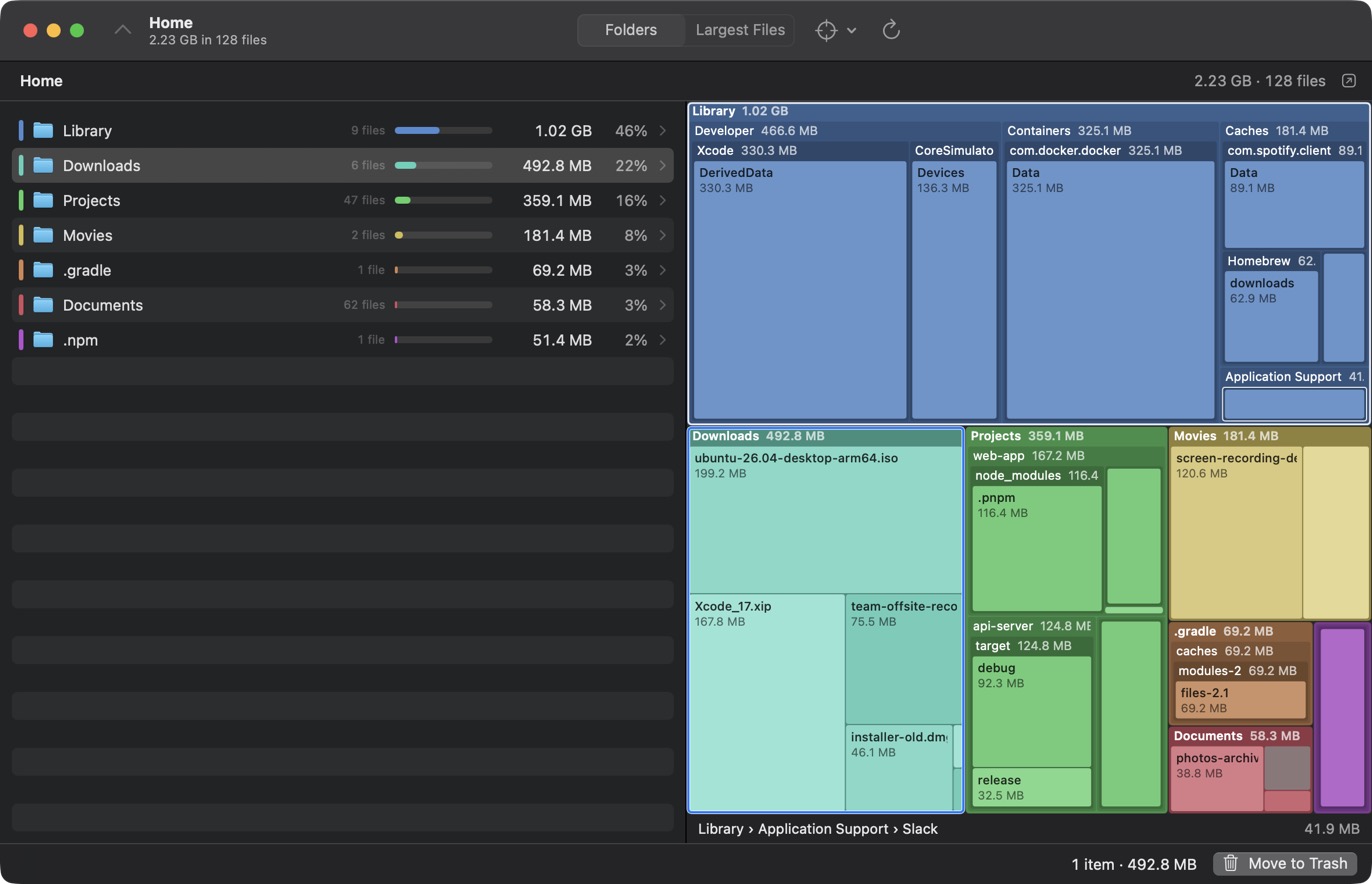 Home
2.23 GB in 128 files
Folders
Largest Files
Home
2.23 GB · 128 files
Library 9 files 1.02 GB 46%
Downloads 6 files 492.8 MB 22%
Projects 47 files 359.1 MB 16%
Movies 2 files 181.4 MB 8%
.gradle 1 file 69.2 MB 3%
Documents 62 files 58.3 MB 3%
.npm 1 file 51.4 MB 2%
Library 1.02 GB
Developer 466.6 MB
Xcode 330.3 MB
DerivedData
330.3 MB
CoreSimulato
Devices
136.3 MB
Containers 325.1 MB
com.docker.docker 325.1 MB
Data
325.1 MB
Caches 181.4 MB
com.spotify.client 89.1
Data
89.1 MB
Homebrew 62.
downloads
62.9 MB
Application Support 41.
Downloads 492.8 MB
ubuntu-26.04-desktop-arm64.iso
199.2 MB
Xcode_17.xip
167.8 MB
team-offsite-reco
75.5 MB
installer-old.dmg
46.1 MB
Projects 359.1 MB
web-app 167.2 MB
node_modules 116.4
.pnpm
116.4 MB
api-server 124.8 ME
target 124.8 MB
debug
92.3 MB
release
32.5 MB
Movies 181.4 MB
screen-recording-de
120.6 MB
.gradle 69.2 MB
caches 69.2 MB
modules-2 69.2 MB
files-2.1
69.2 MB
Documents 58.3 MB
photos-archiv
38.8 MB
Library › Application Support › Slack
41.9 MB
1 item · 492.8 MB
Move to Trash